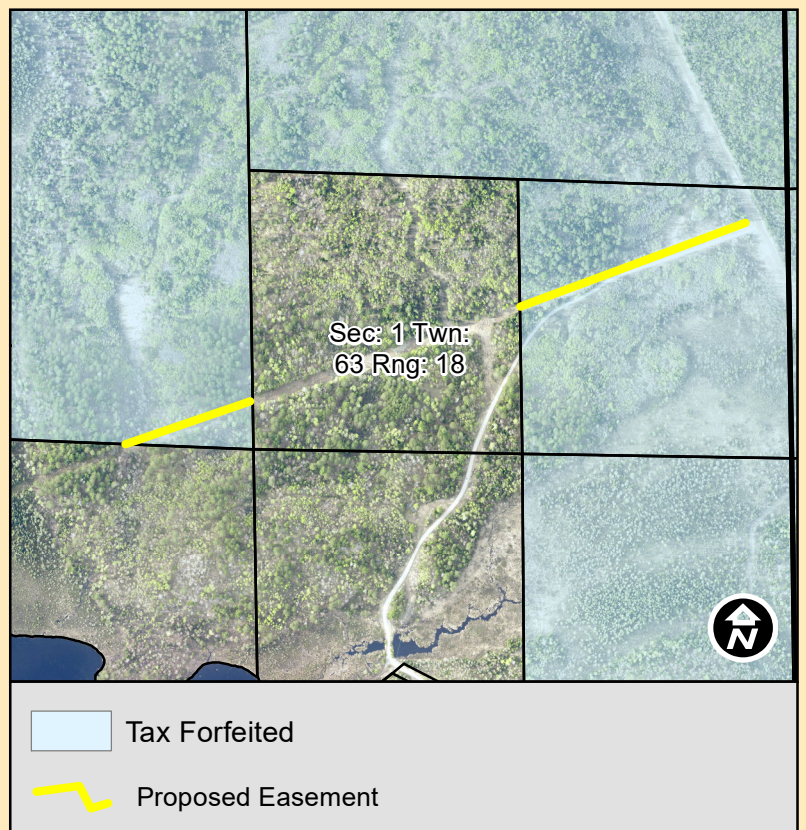 Sec: 1 Twn:
63 Rng: 18
N
Tax Forfeited
Proposed Easement